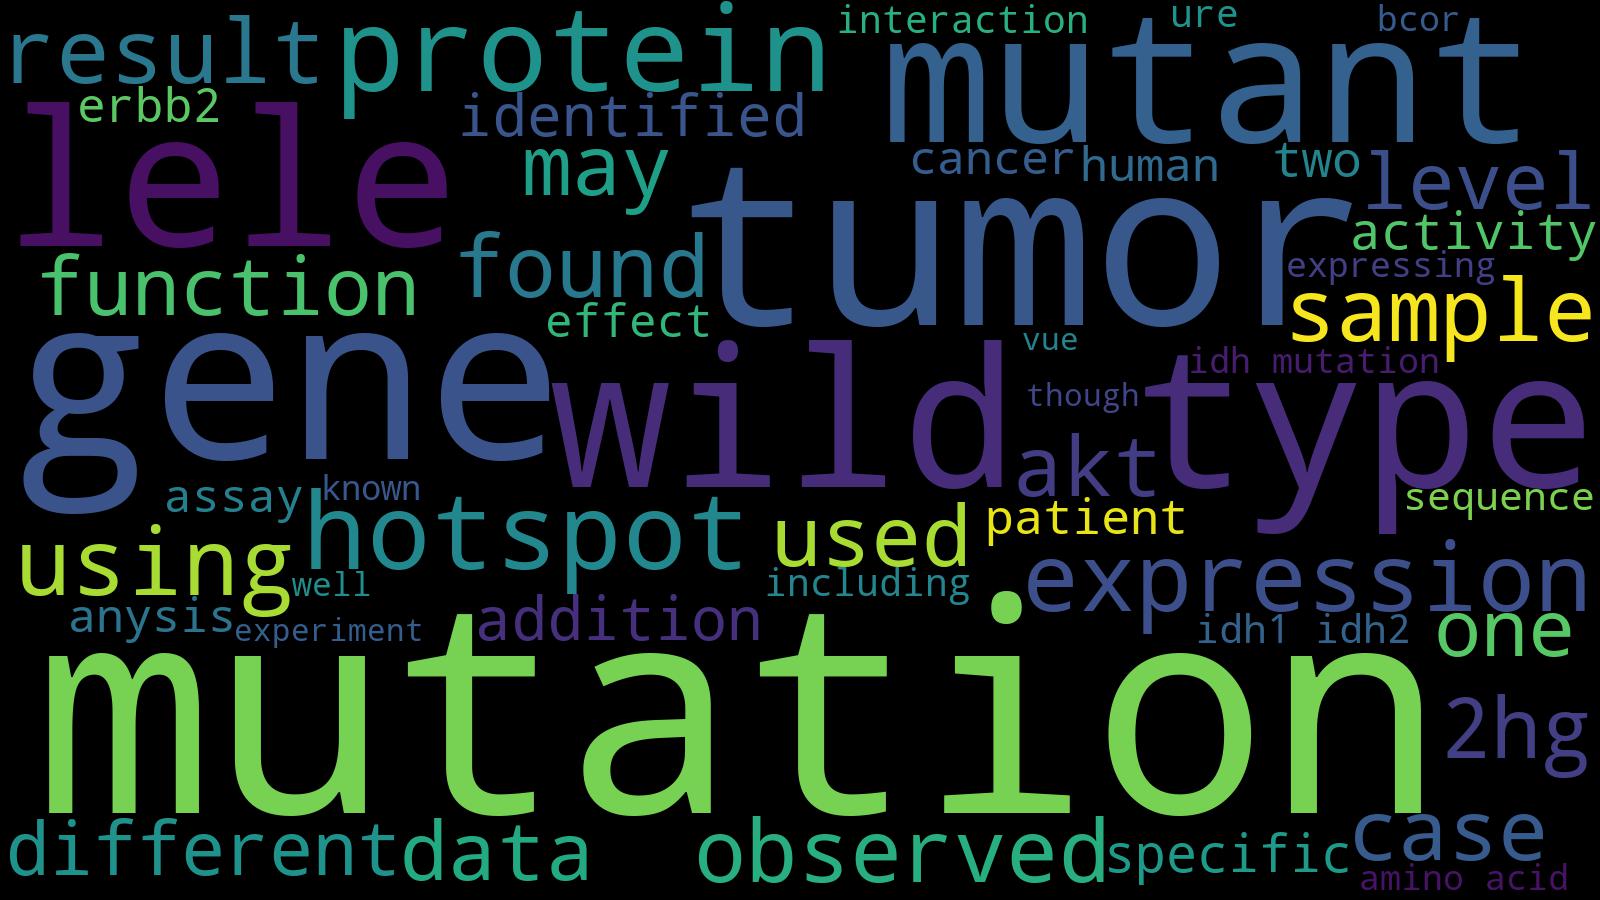 result
protein
interaction
ure
bcor
mutant
erbb2
identified
lele
may
cancer
human
two
level
tumor
activity
function
found
expressing
sample
effect
gene
wild type
vue
idh mutation
though
akt
assay
known
hotspot
used
patient
sequence
using
well
including
expression
anysis
experiment
addition
idh1 idh2
one
mutation
2hg
different
data
observed
specific
case
amino acid